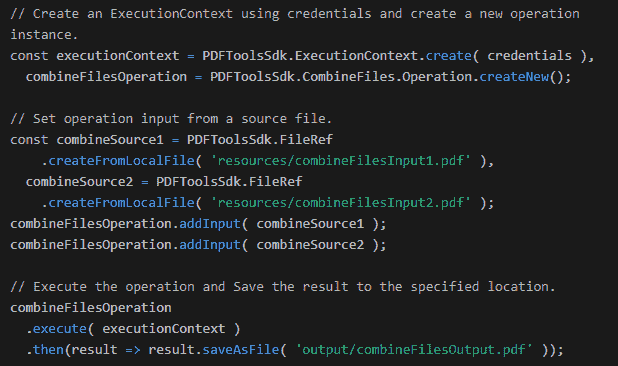 // Create an ExecutionContext using credentials and create a new operation
instance.
const executionContext = PDFToolsSdk.ExecutionContext.create( credentials ),
  combineFilesOperation = PDFToolsSdk.CombineFiles.Operation.createNew();

// Set operation input from a source file.
const combineSource1 = PDFToolsSdk.FileRef
    .createFromLocalFile( 'resources/combineFilesInput1.pdf' ),
  combineSource2 = PDFToolsSdk.FileRef
    .createFromLocalFile( 'resources/combineFilesInput2.pdf' );
combineFilesOperation.addInput( combineSource1 );
combineFilesOperation.addInput( combineSource2 );

// Execute the operation and Save the result to the specified location.
combineFilesOperation
  .execute( executionContext )
  .then(result => result.saveAsFile( 'output/combineFilesOutput.pdf' ));